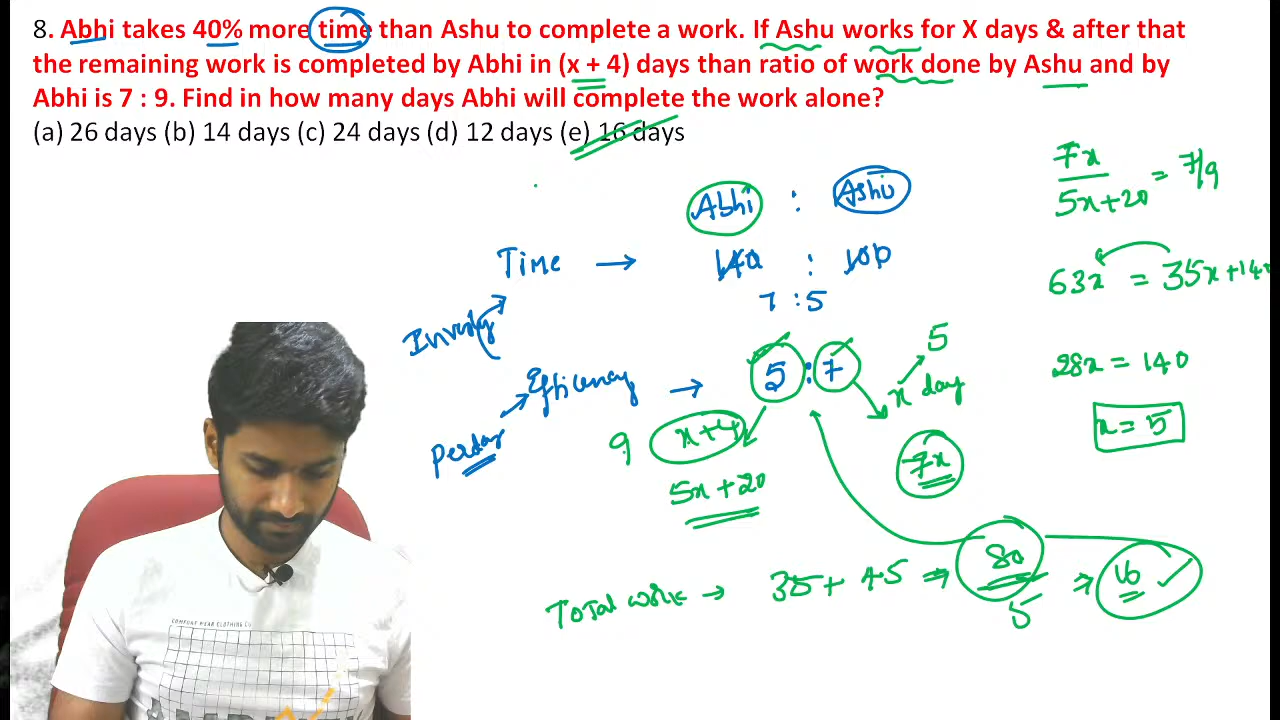 8. Abhi takes 40% more time than Ashu to complete a work. If Ashu works for X days & after that
the remaining work is completed by Abhi in (x + 4) days than ratio of work done by Ashu and by
Abhi is 7 : 9. Find in how many days Abhi will complete the work alone?
(a) 26 days (b) 14 days (c) 24 days (d) 12 days (e) 16 days
Abhi : Ashu
7x
5x+20 = 7/9
Time → 140 : 100
7 : 5
63x = 35x+140
Efficiency → 5 : 7
x day 5
28x = 140
Perday
9 x+4
7x
x = 5
5x+20
Total work → 35 + 45 ⇒ 80
5 ⇒ 16
COMFORT WEAR CLOTHING CO